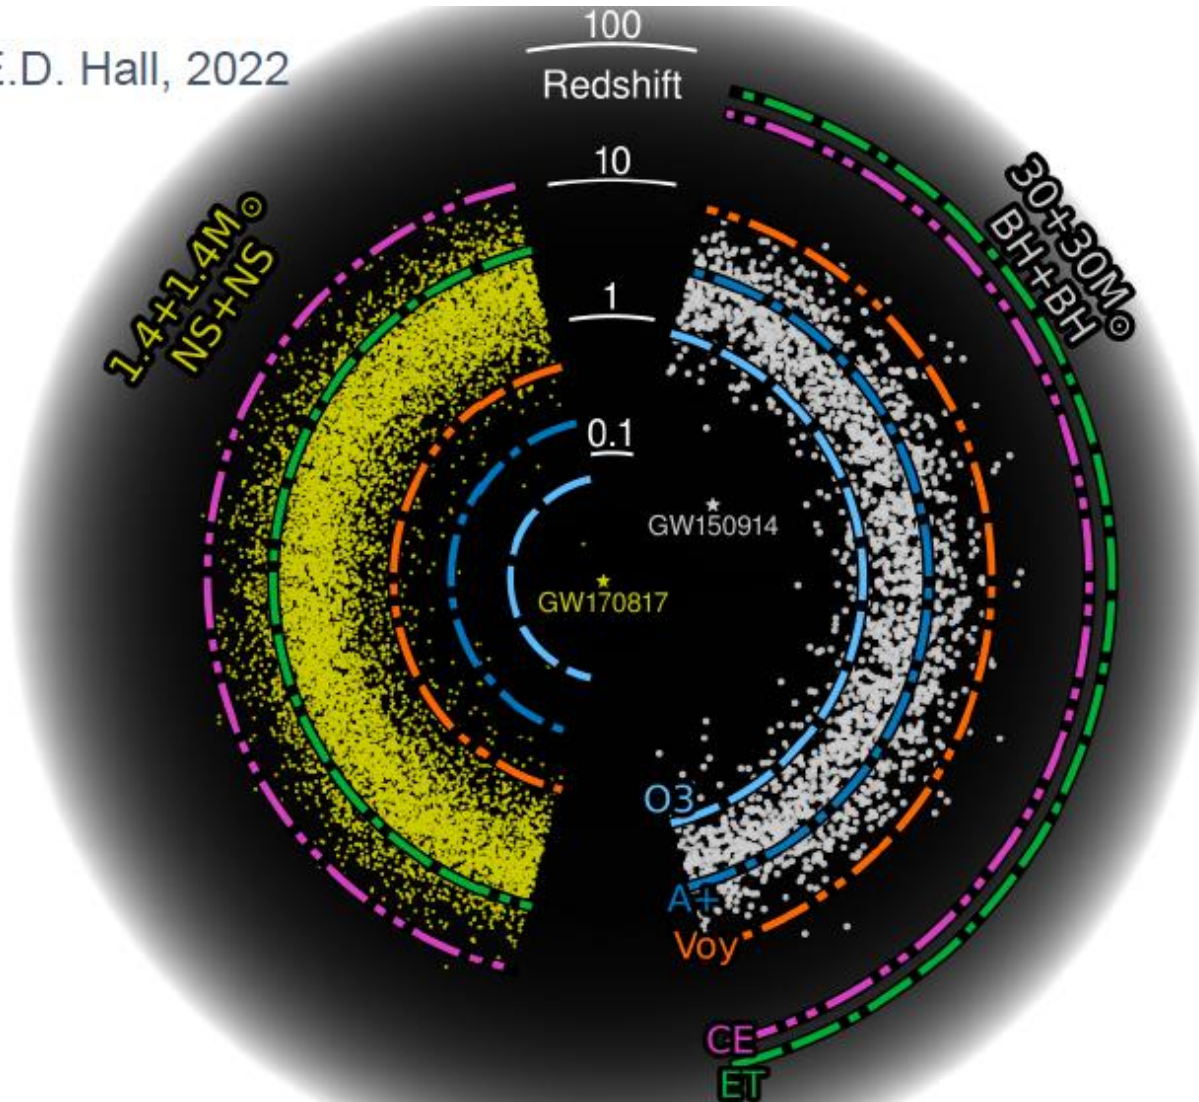 E.D. Hall, 2022
100
Redshift
10
1
0.1
1.4+1.4M☉
NS+NS
30+30M☉
BH+BH
GW150914
GW170817
O3
A+
Voy
CE
ET